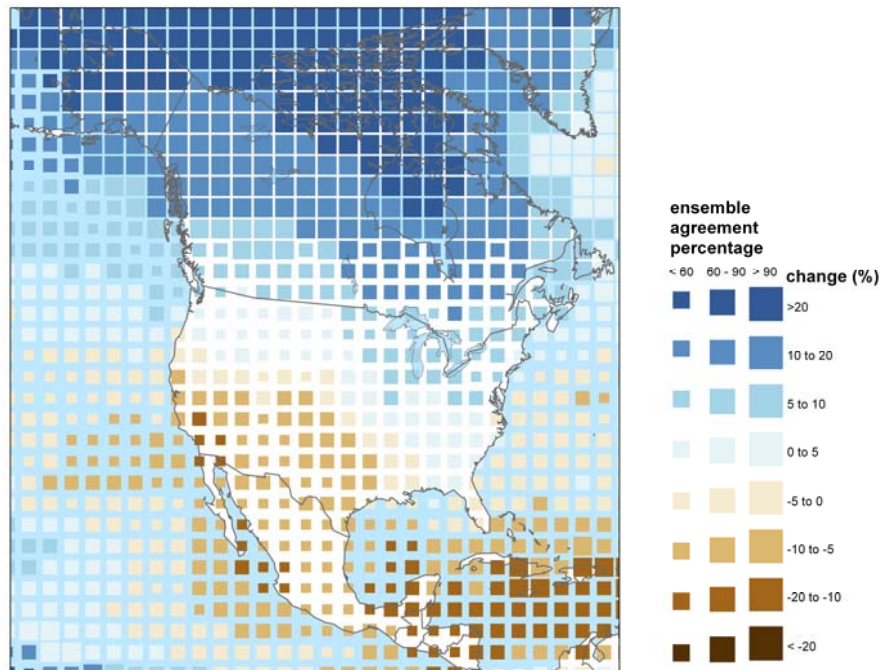 ensemble
agreement
percentage
< 60 60 - 90 > 90 change (%)
>20
10 to 20
5 to 10
0 to 5
-5 to 0
-10 to -5
-20 to -10
< -20